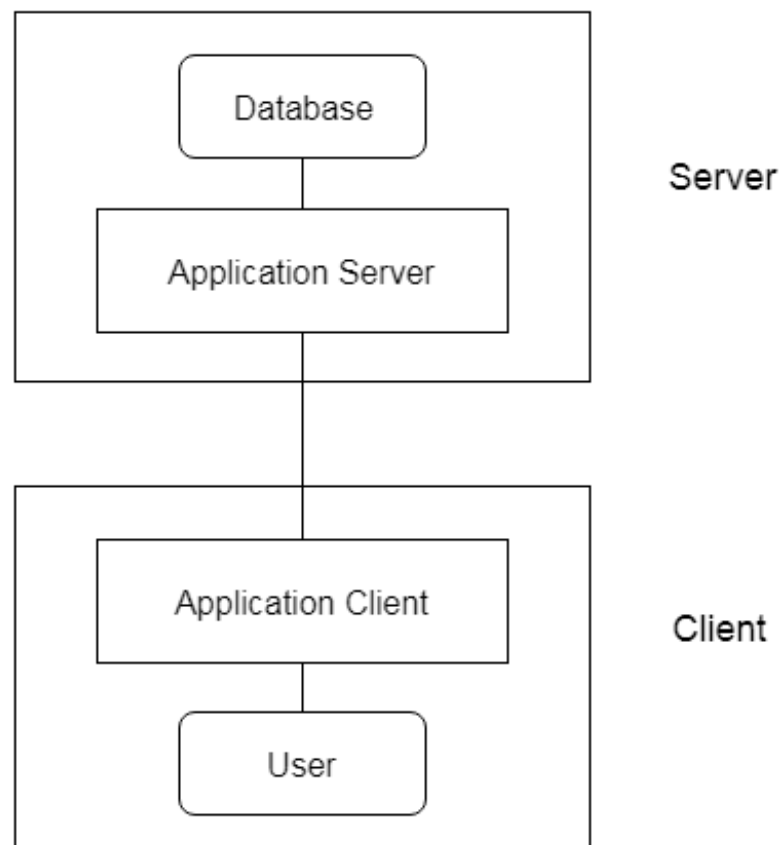 Database
Server
Application Server
Application Client
Client
User